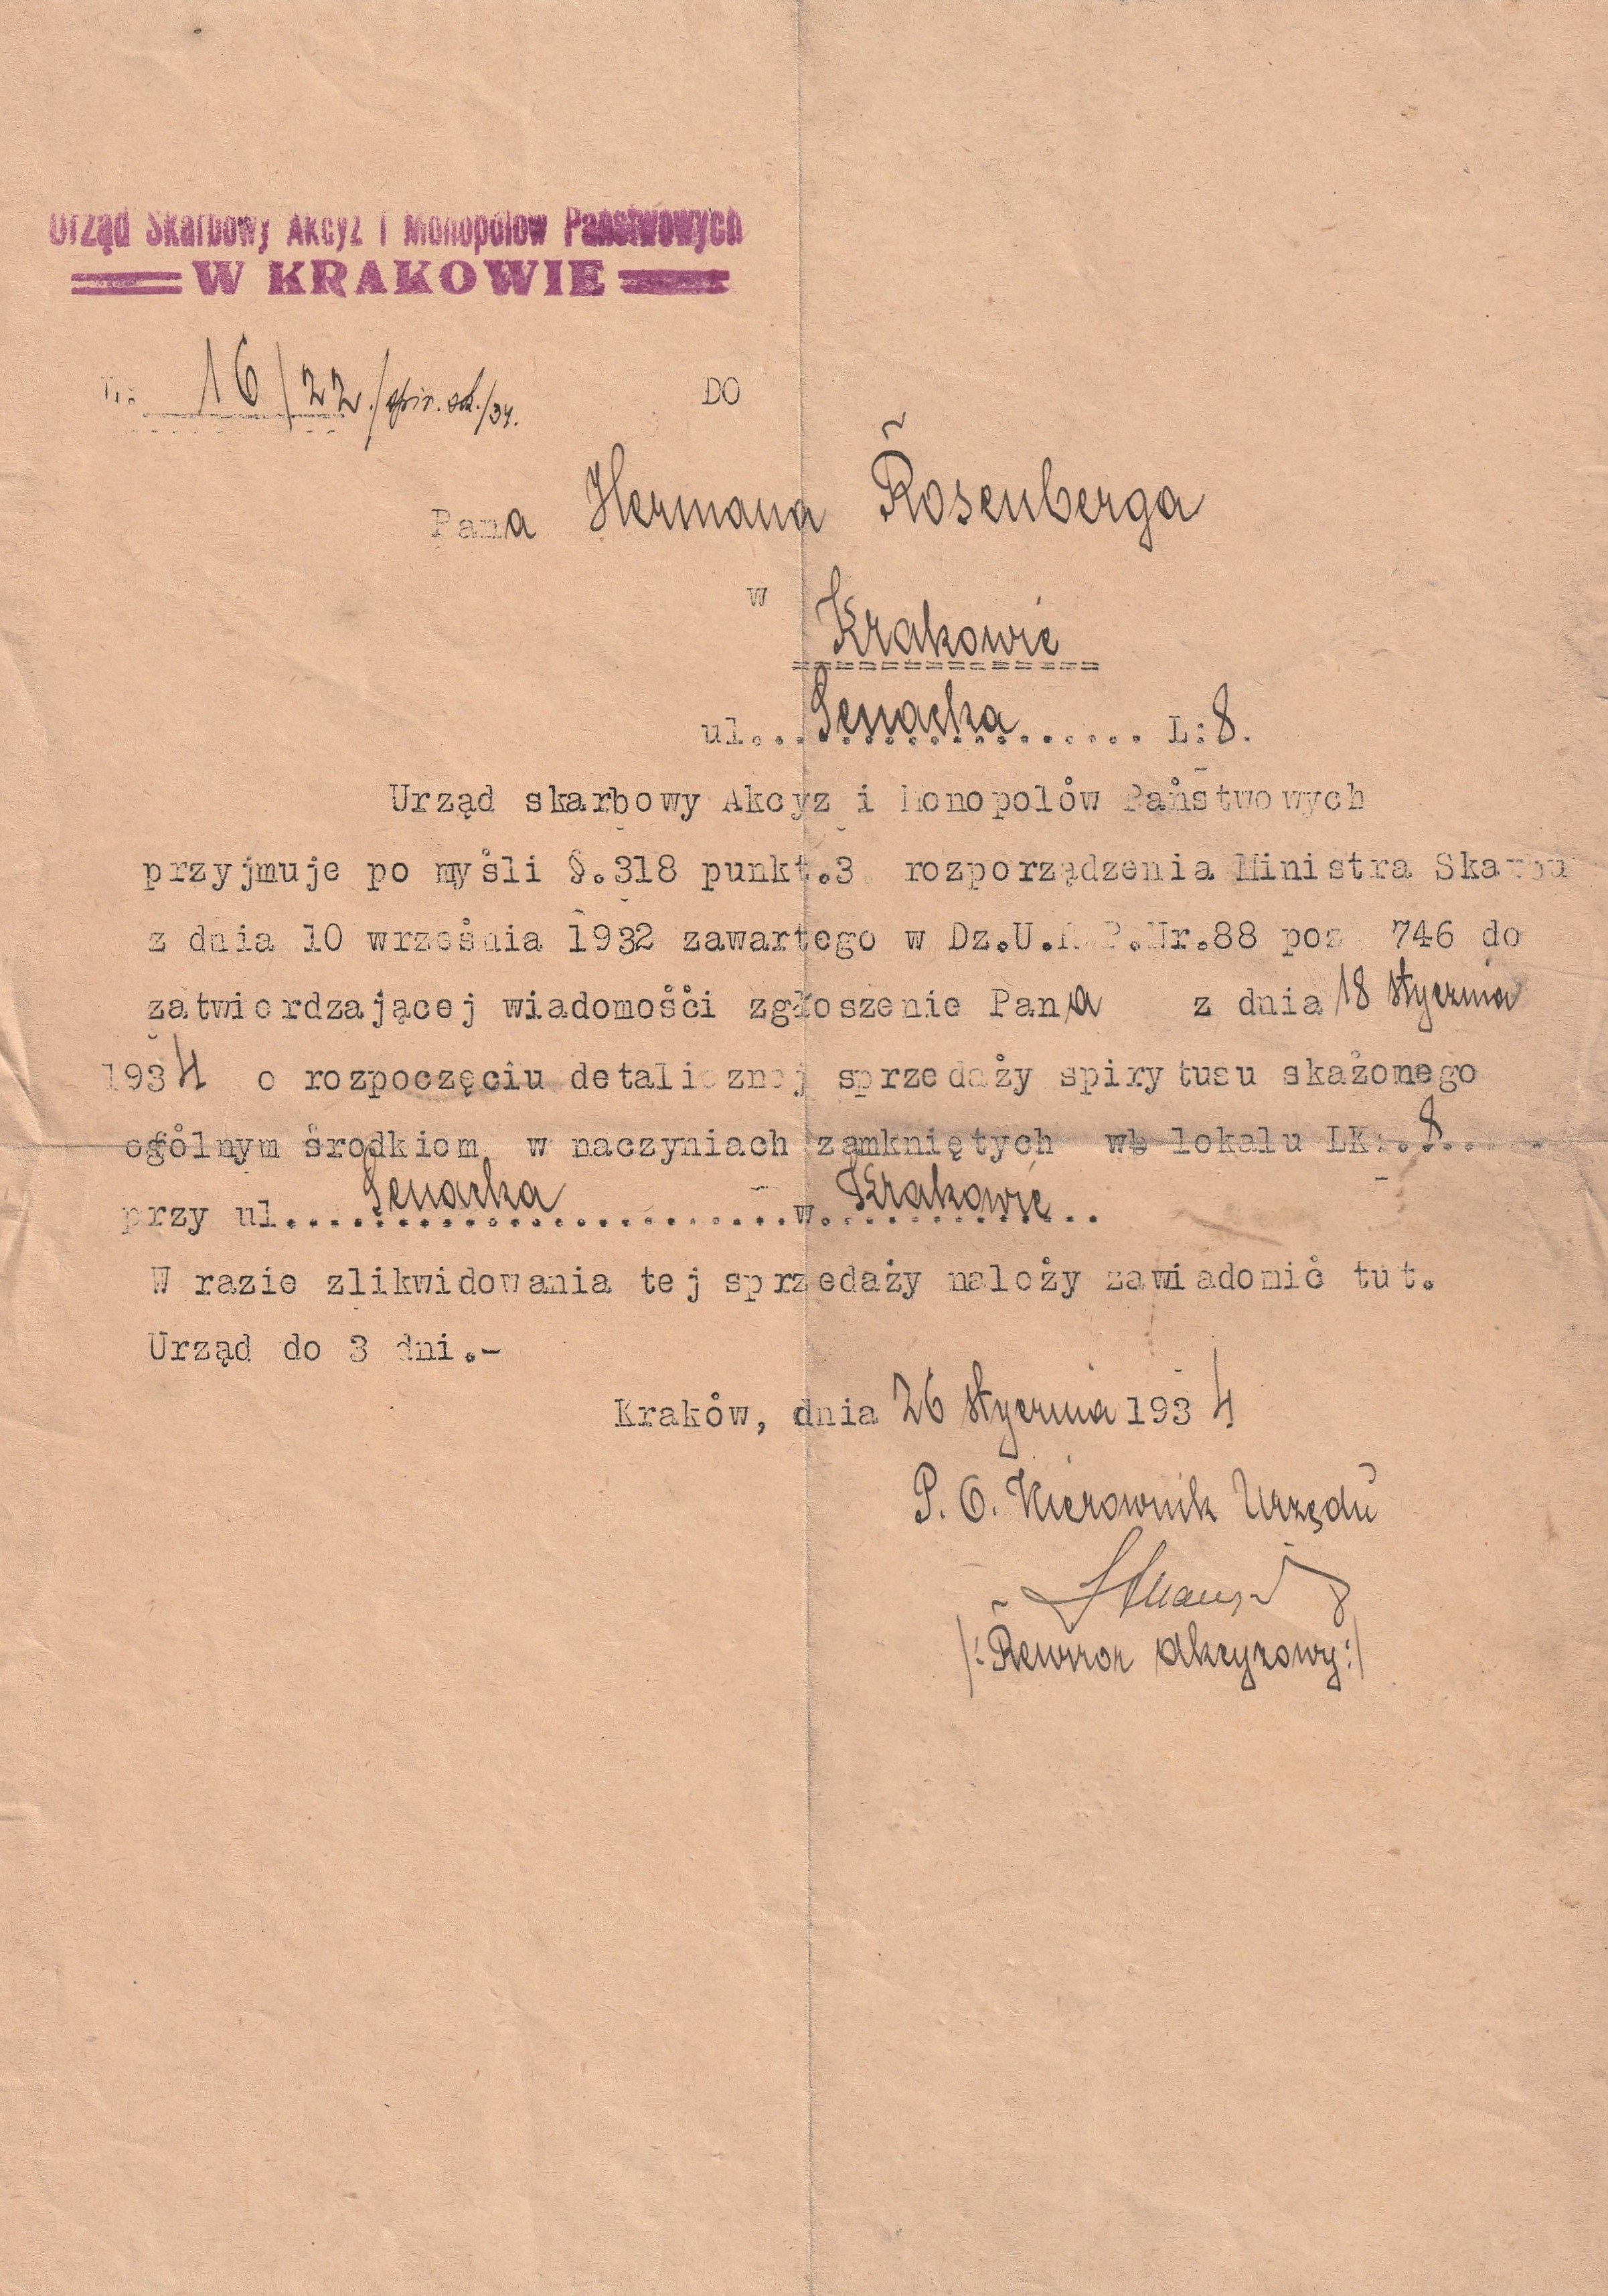 Urząd Skarbowy Akcyz i Monopolów Państwowych
W KRAKOWIE
L: 16/22./spir. sk./34.
DO
Pana Hermana Rosenberga
w
Krakowie
ul... Senacka ....... L:8.
Urząd skarbowy Akcyz i Monopolów Państwowych
przyjmuje po myśli §.318 punkt.3 rozporządzenia Ministra Skarbu
z dnia 10 września 1932 zawartego w Dz.U.R.P.Nr.88 poz 746 do
zatwierdzającej wiadomości zgłoszenie Pana z dnia 18 stycznia
1934 o rozpoczęciu detalicznej sprzedaży spirytusu skażonego
ogólnym środkiem w naczyniach zamkniętych we lokalu LK:.8.....
przy ul.... Senacka ............w. Krakowie ..
W razie zlikwidowania tej sprzedaży należy zawiadomić tut.
Urząd do 3 dni.-
Kraków, dnia 26 stycznia 1934
P. O. Kierownik Urzędu
/: Rewizor akcyzowy :/